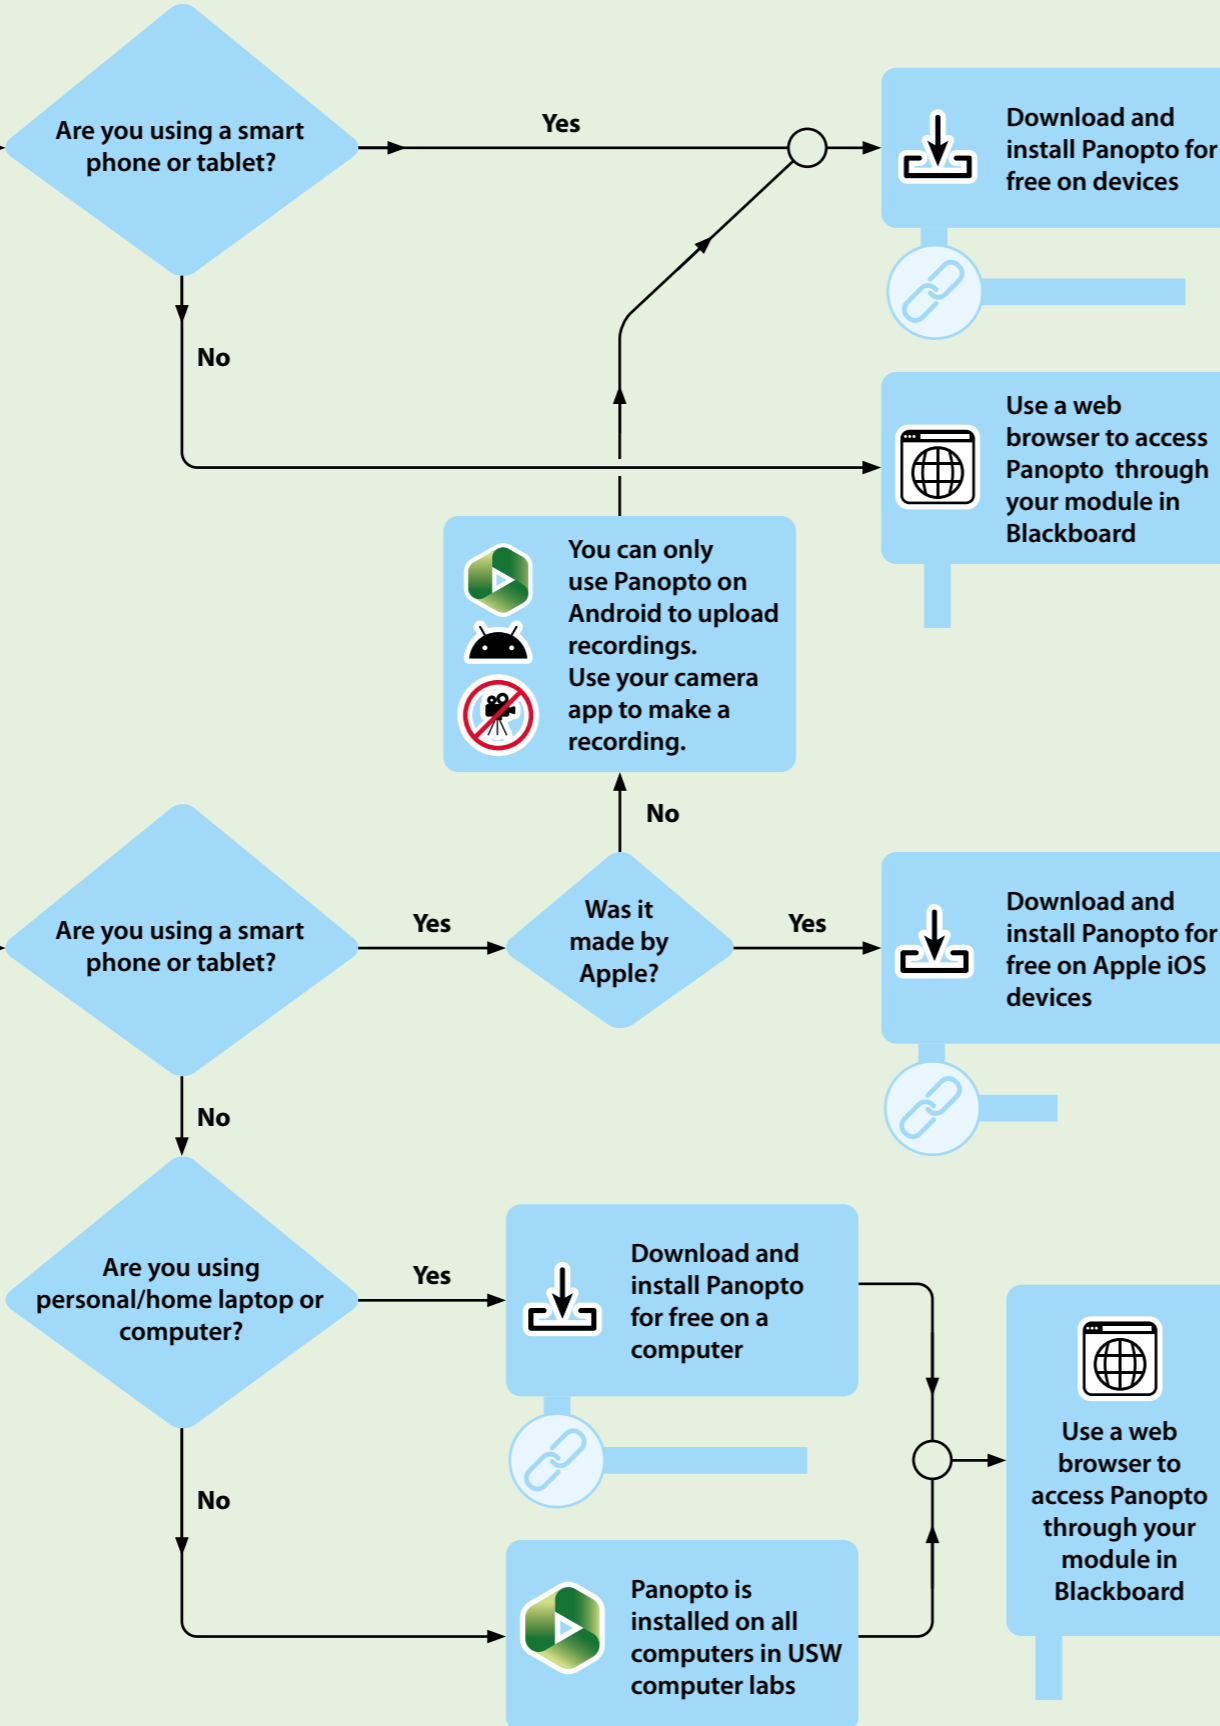 Are you using a smart
phone or tablet?
Yes
Download and
install Panopto for
free on devices
No
Use a web
browser to access
Panopto through
your module in
Blackboard
You can only
use Panopto on
Android to upload
recordings.
Use your camera
app to make a
recording.
No
Are you using a smart
phone or tablet?
Yes
Was it
made by
Apple?
Yes
Download and
install Panopto for
free on Apple iOS
devices
No
Are you using
personal/home laptop or
computer?
Yes
Download and
install Panopto
for free on a
computer
No
Panopto is
installed on all
computers in USW
computer labs
Use a web
browser to
access Panopto
through your
module in
Blackboard